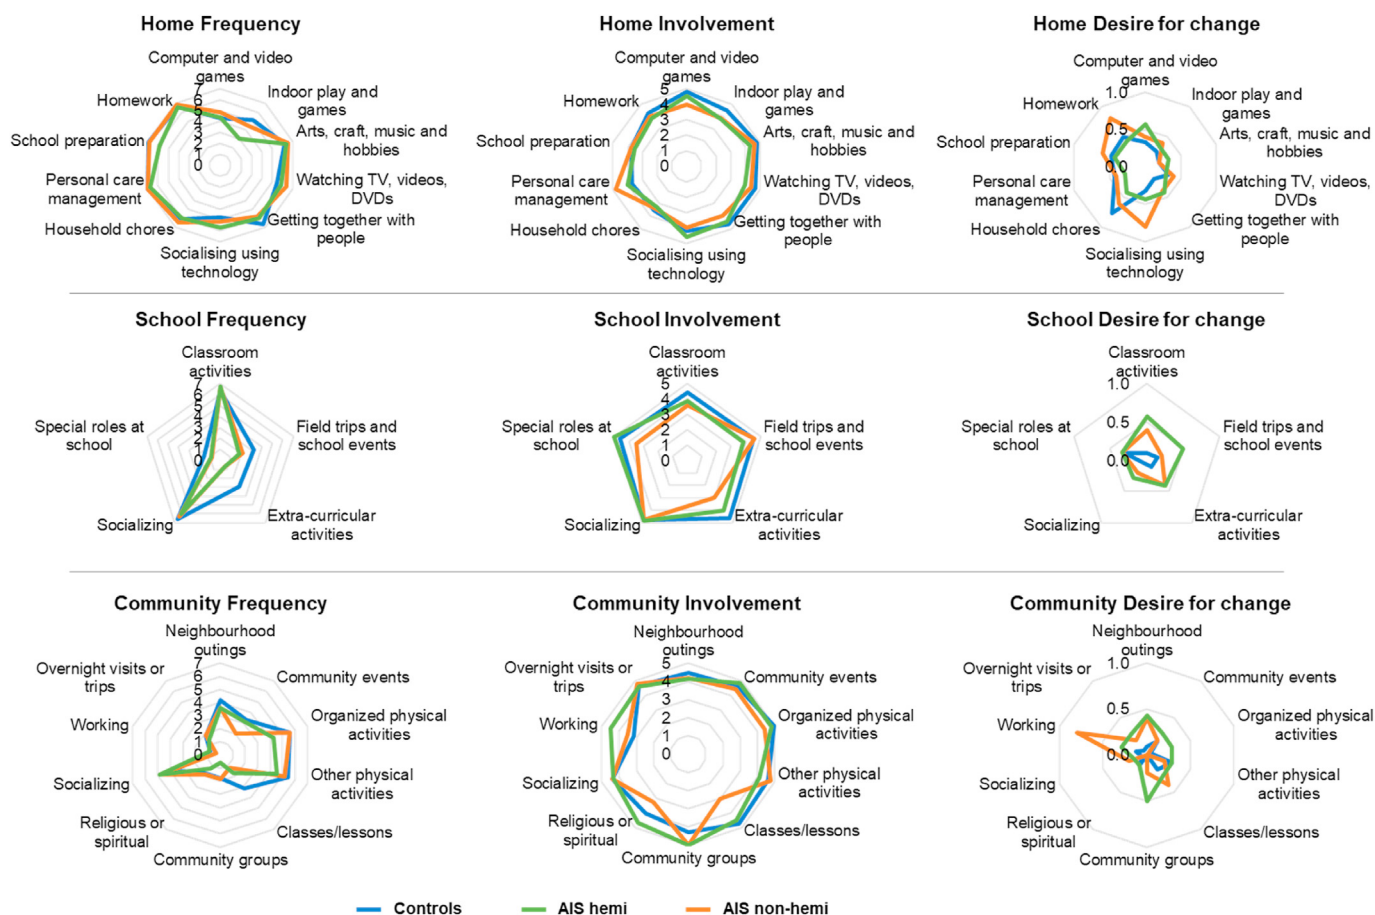 Home Frequency
Computer and video
games
Homework
Indoor play and
games
School preparation
Arts, craft, music and
hobbies
Personal care
management
Watching TV, videos,
DVDs
Household chores
Getting together with
people
Socialising using
technology
7
6
5
4
3
2
1
0
Home Involvement
Computer and video
games
Homework
Indoor play and
games
School preparation
Arts, craft, music and
hobbies
Personal care
management
Watching TV, videos,
DVDs
Household chores
Getting together with
people
Socialising using
technology
5
4
3
2
1
0
Home Desire for change
Computer and video
games
Homework
Indoor play and
games
School preparation
Arts, craft, music and
hobbies
Personal care
management
Watching TV, videos,
DVDs
Household chores
Getting together with
people
Socialising using
technology
1.0
0.5
0.0
School Frequency
Classroom
activities
Special roles at
school
Field trips and
school events
Socializing
Extra-curricular
activities
7
6
5
4
3
2
1
0
School Involvement
Classroom
activities
Special roles at
school
Field trips and
school events
Socializing
Extra-curricular
activities
5
4
3
2
1
0
School Desire for change
Classroom
activities
Special roles at
school
Field trips and
school events
Socializing
Extra-curricular
activities
1.0
0.5
0.0
Community Frequency
Neighbourhood
outings
Overnight visits or
trips
Community events
Working
Organized physical
activities
Socializing
Other physical
activities
Religious or
spiritual
Classes/lessons
Community groups
7
6
5
4
3
2
1
0
Community Involvement
Neighbourhood
outings
Overnight visits or
trips
Community events
Working
Organized physical
activities
Socializing
Other physical
activities
Religious or
spiritual
Classes/lessons
Community groups
5
4
3
2
1
0
Community Desire for change
Neighbourhood
outings
Overnight visits or
trips
Community events
Working
Organized physical
activities
Socializing
Other physical
activities
Religious or
spiritual
Classes/lessons
Community groups
1.0
0.5
0.0
Controls
AIS hemi
AIS non-hemi